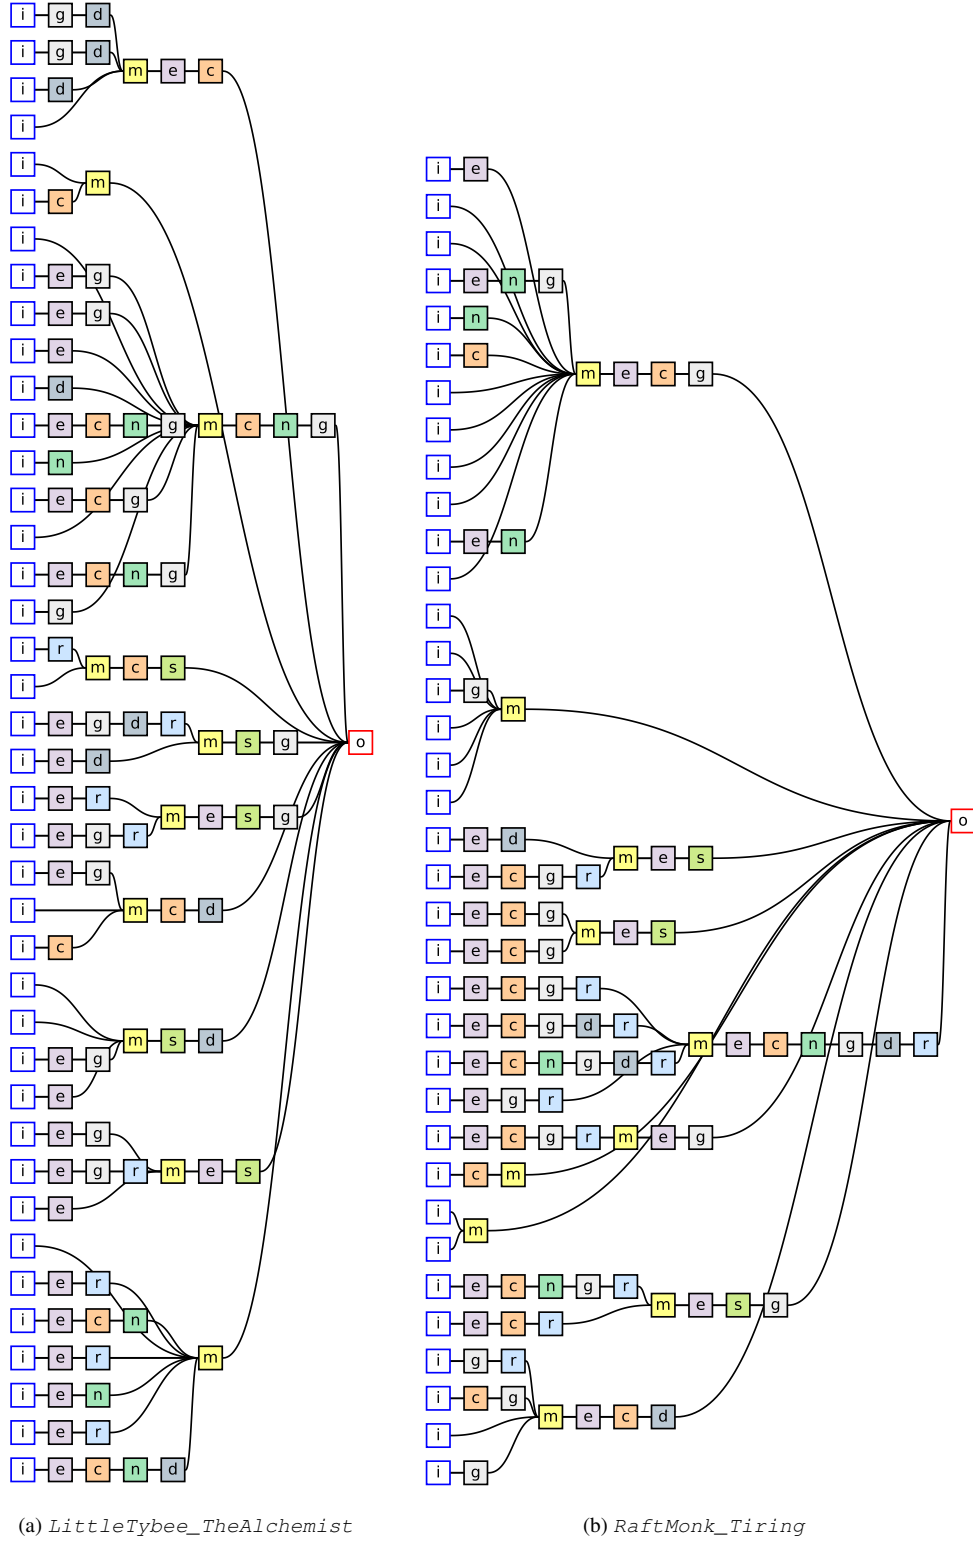 i g d
i g d
m e c
i d
i
i
m
i c
i
i e g
i e g
i e
i d
i e c n g m c n g
i n
i e c g
i
i e c n g
i g
i r
m c s
i
i e g d r
m s g o
i e d
i e r
m e s g
i e g r
i e g
i m c d
i c
i
i
m s d
i e g
i e
i e g
i e g r m e s
i e
i
i e r
i e c n
i e r m
i e n
i e r
i e c n d
(a) LittleTybee_TheAlchemist
i e
i
i
i e n g
i n
i c
m e c g
i
i
i
i
i e n
i
i
i
i g
m
i
i
i
o
i e d
m e s
i e c g r
i e c g
m e s
i e c g
i e c g r
i e c g d r
m e c n g d r
i e c n g d r
i e g r
i e c g r m e g
i c m
i
m
i
i e c n g r
m e s g
i e c r
i g r
i c g
m e c d
i
i g
(b) RaftMonk_Tiring